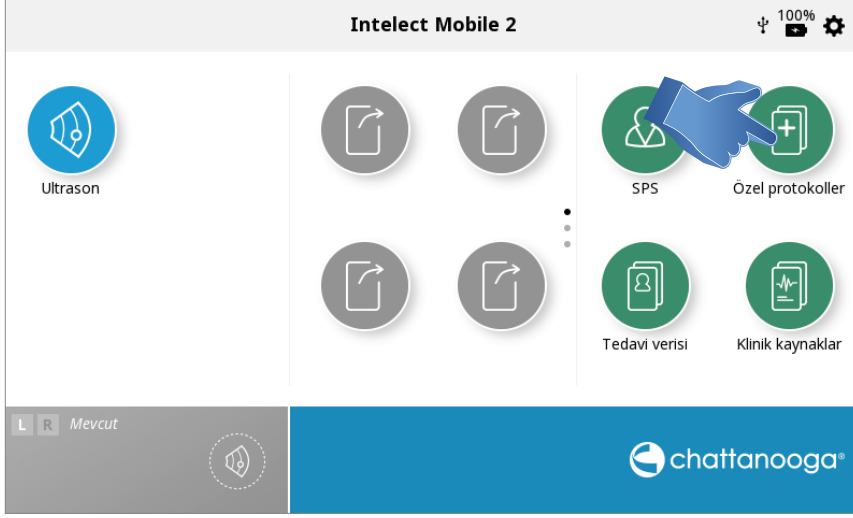 Intelect Mobile 2
100%
Ultrason
SPS
Özel protokoller
Tedavi verisi
Klinik kaynaklar
L R Mevcut
chattanooga®